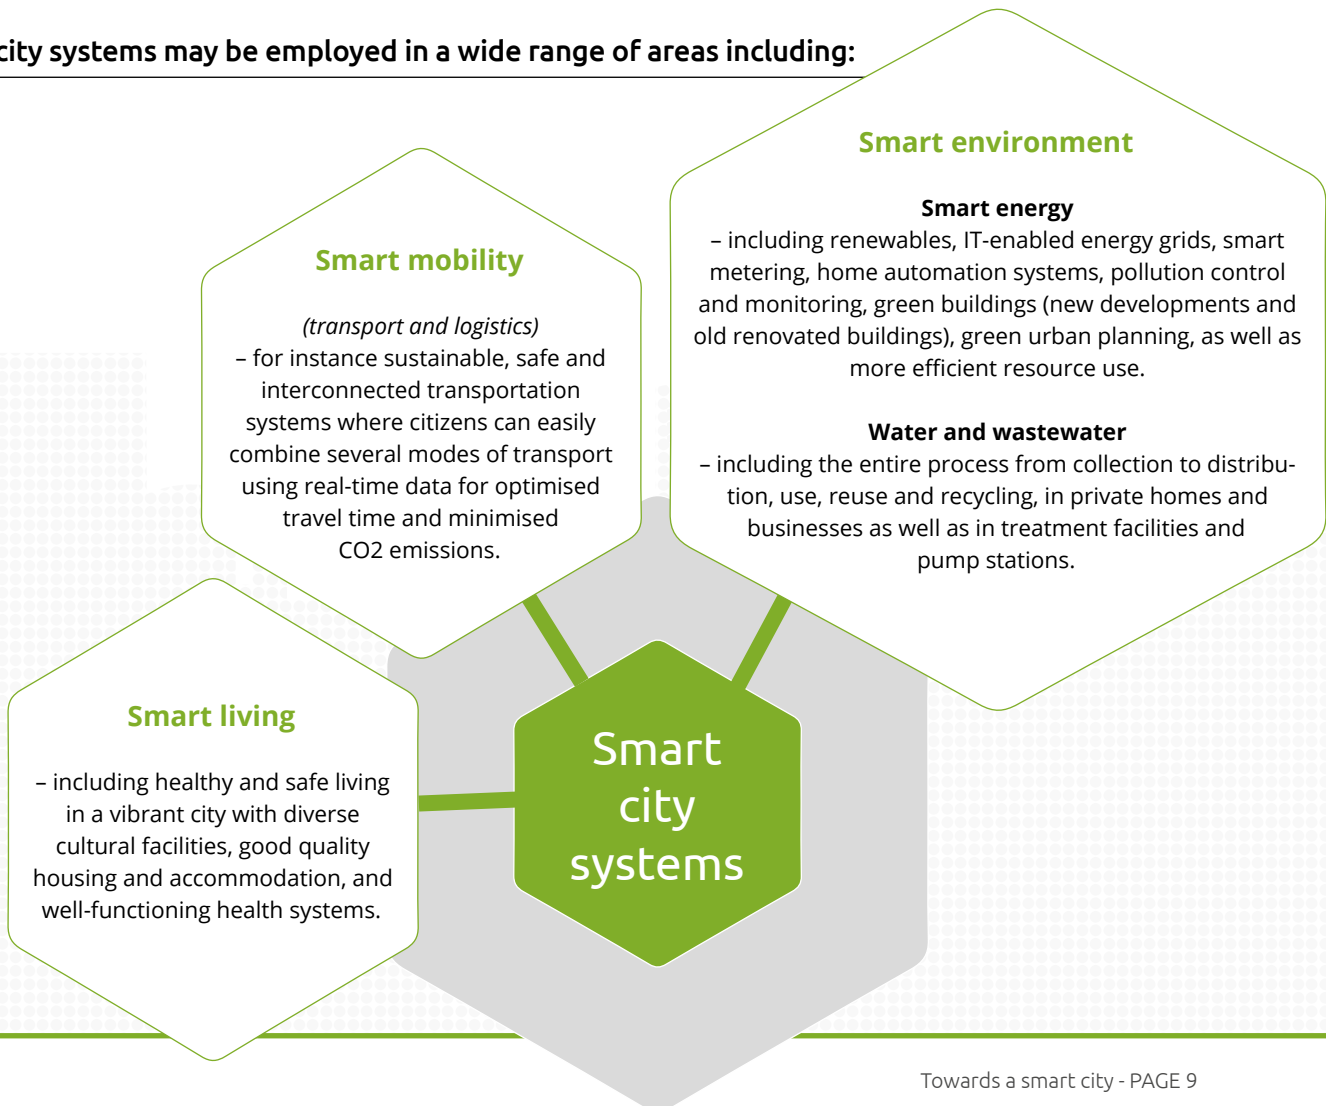 city systems may be employed in a wide range of areas including:
Smart environment
Smart energy
– including renewables, IT-enabled energy grids, smart
metering, home automation systems, pollution control
and monitoring, green buildings (new developments and
old renovated buildings), green urban planning, as well as
more efficient resource use.
Water and wastewater
– including the entire process from collection to distribu-
tion, use, reuse and recycling, in private homes and
businesses as well as in treatment facilities and
pump stations.
Smart mobility
(transport and logistics)
– for instance sustainable, safe and
interconnected transportation
systems where citizens can easily
combine several modes of transport
using real-time data for optimised
travel time and minimised
CO2 emissions.
Smart living
– including healthy and safe living
in a vibrant city with diverse
cultural facilities, good quality
housing and accommodation, and
well-functioning health systems.
Smart
city
systems
Towards a smart city - PAGE 9